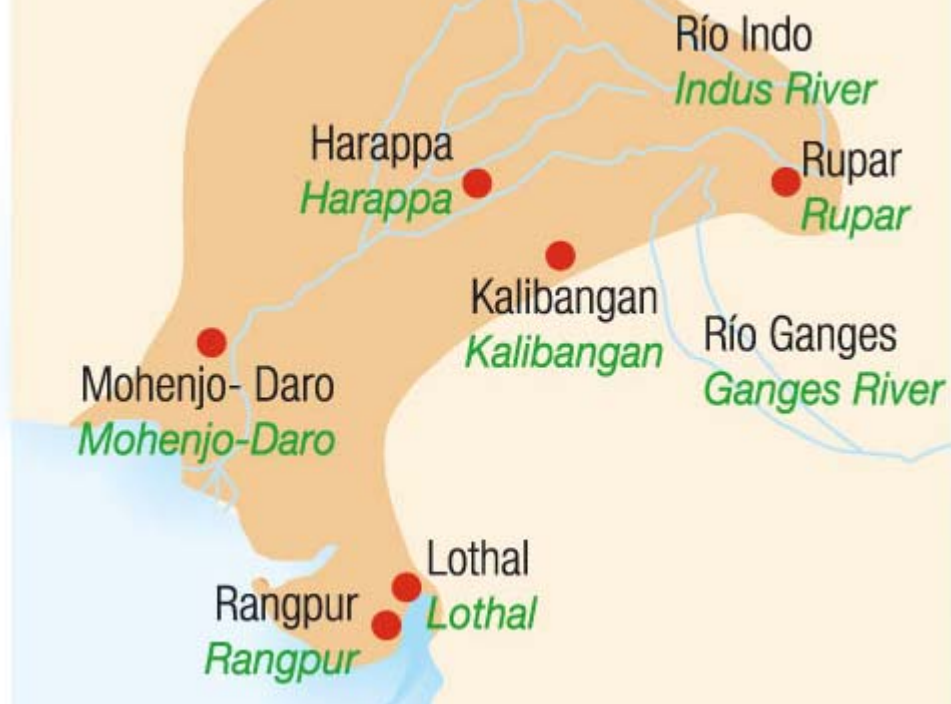 Río Indo
Indus River
Harappa
Harappa
Rupar
Rupar
Kalibangan
Kalibangan
Río Ganges
Ganges River
Mohenjo- Daro
Mohenjo-Daro
Lothal
Lothal
Rangpur
Rangpur